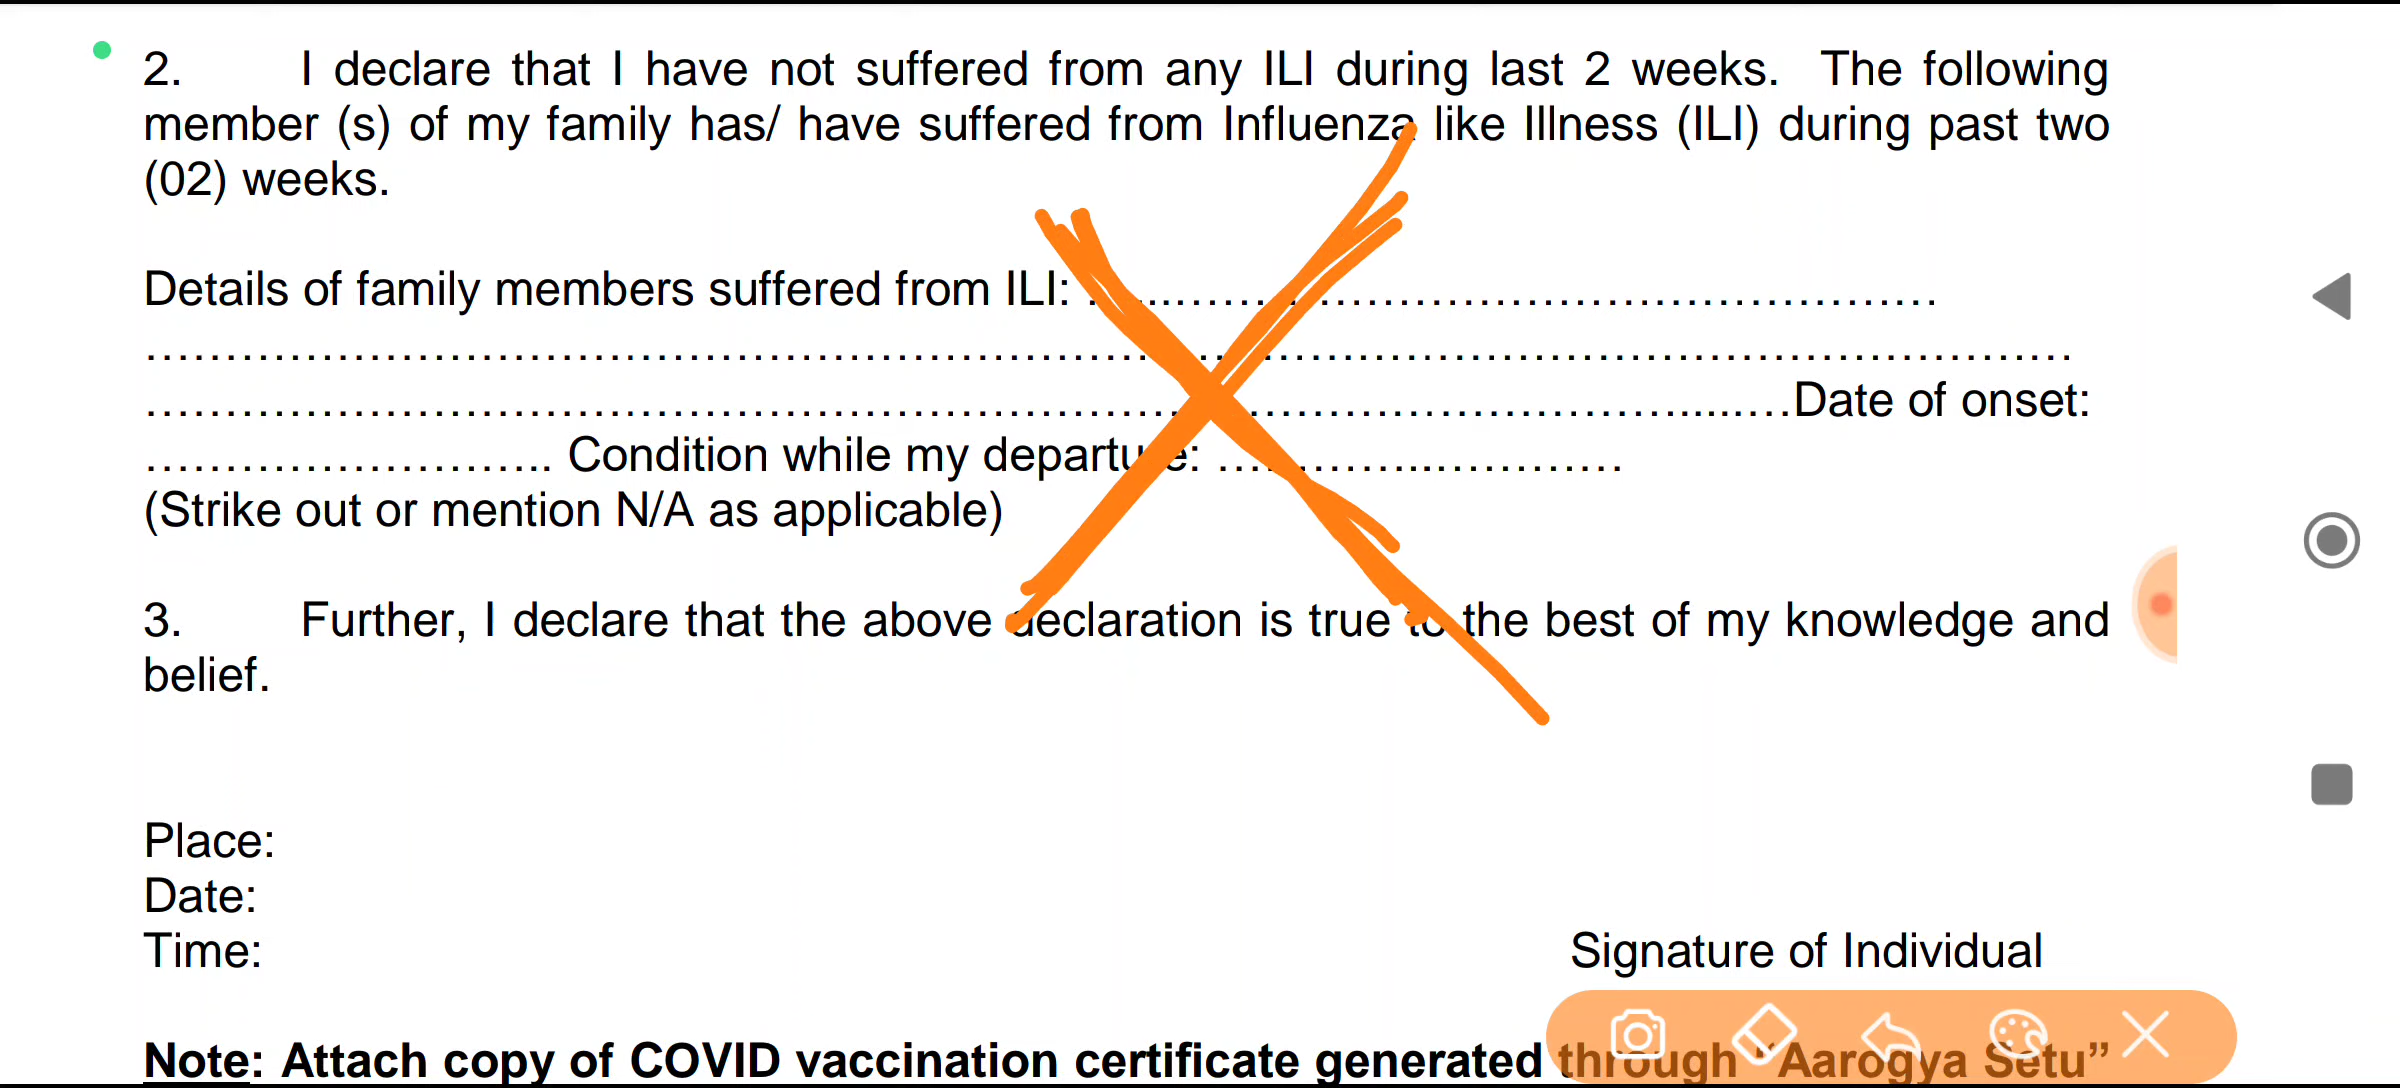 2. I declare that I have not suffered from any ILI during last 2 weeks. The following
member (s) of my family has/ have suffered from Influenza like Illness (ILI) during past two
(02) weeks.
Details of family members suffered from ILI: ..................................................
........................................................................................
..............................................................................Date of onset:
......................... Condition while my departure: .........................
(Strike out or mention N/A as applicable)
3. Further, I declare that the above declaration is true to the best of my knowledge and
belief.
Place:
Date:
Time:
Signature of Individual
Note: Attach copy of COVID vaccination certificate generated through “Aarogya Setu”